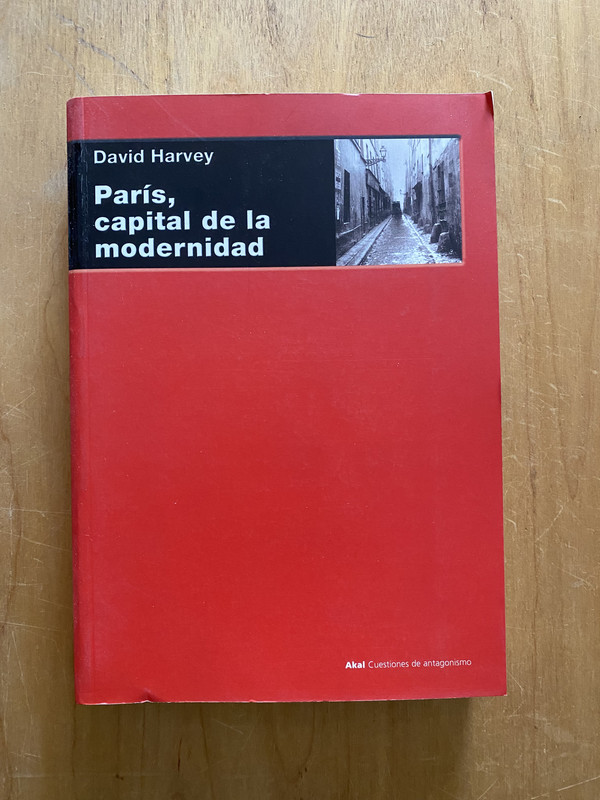 David Harvey
París,
capital de la
modernidad
Akal Cuestiones de antagonismo